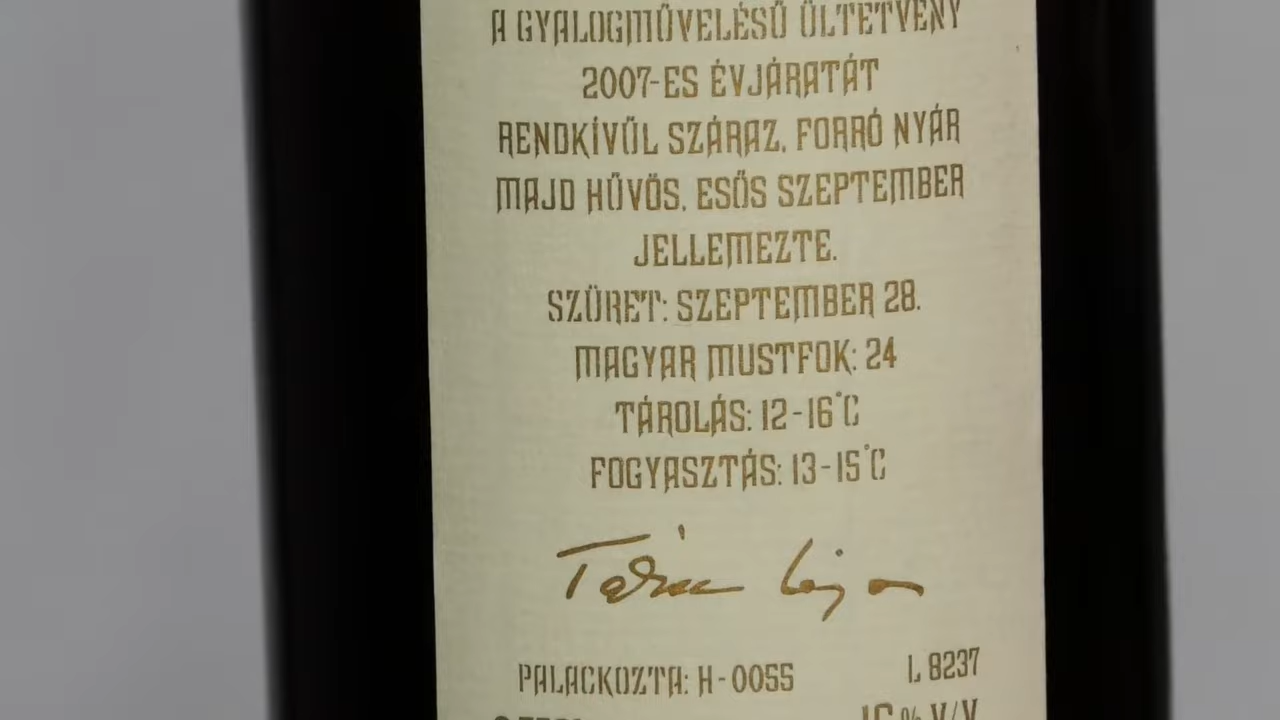 A GYALOGMŰVELÉSŰ ÜLTETVÉNY
2007-ES ÉVJÁRATÁT
RENDKÍVÜL SZÁRAZ, FORRÓ NYÁR
MAJD HŰVÖS, ESŐS SZEPTEMBER
JELLEMEZTE.
SZÜRET: SZEPTEMBER 28.
MAGYAR MUSTFOK: 24
TÁROLÁS: 12-16°C
FOGYASZTÁS: 13-15°C
PALACKOZTA: H-0055
L 8237
16 % V/V